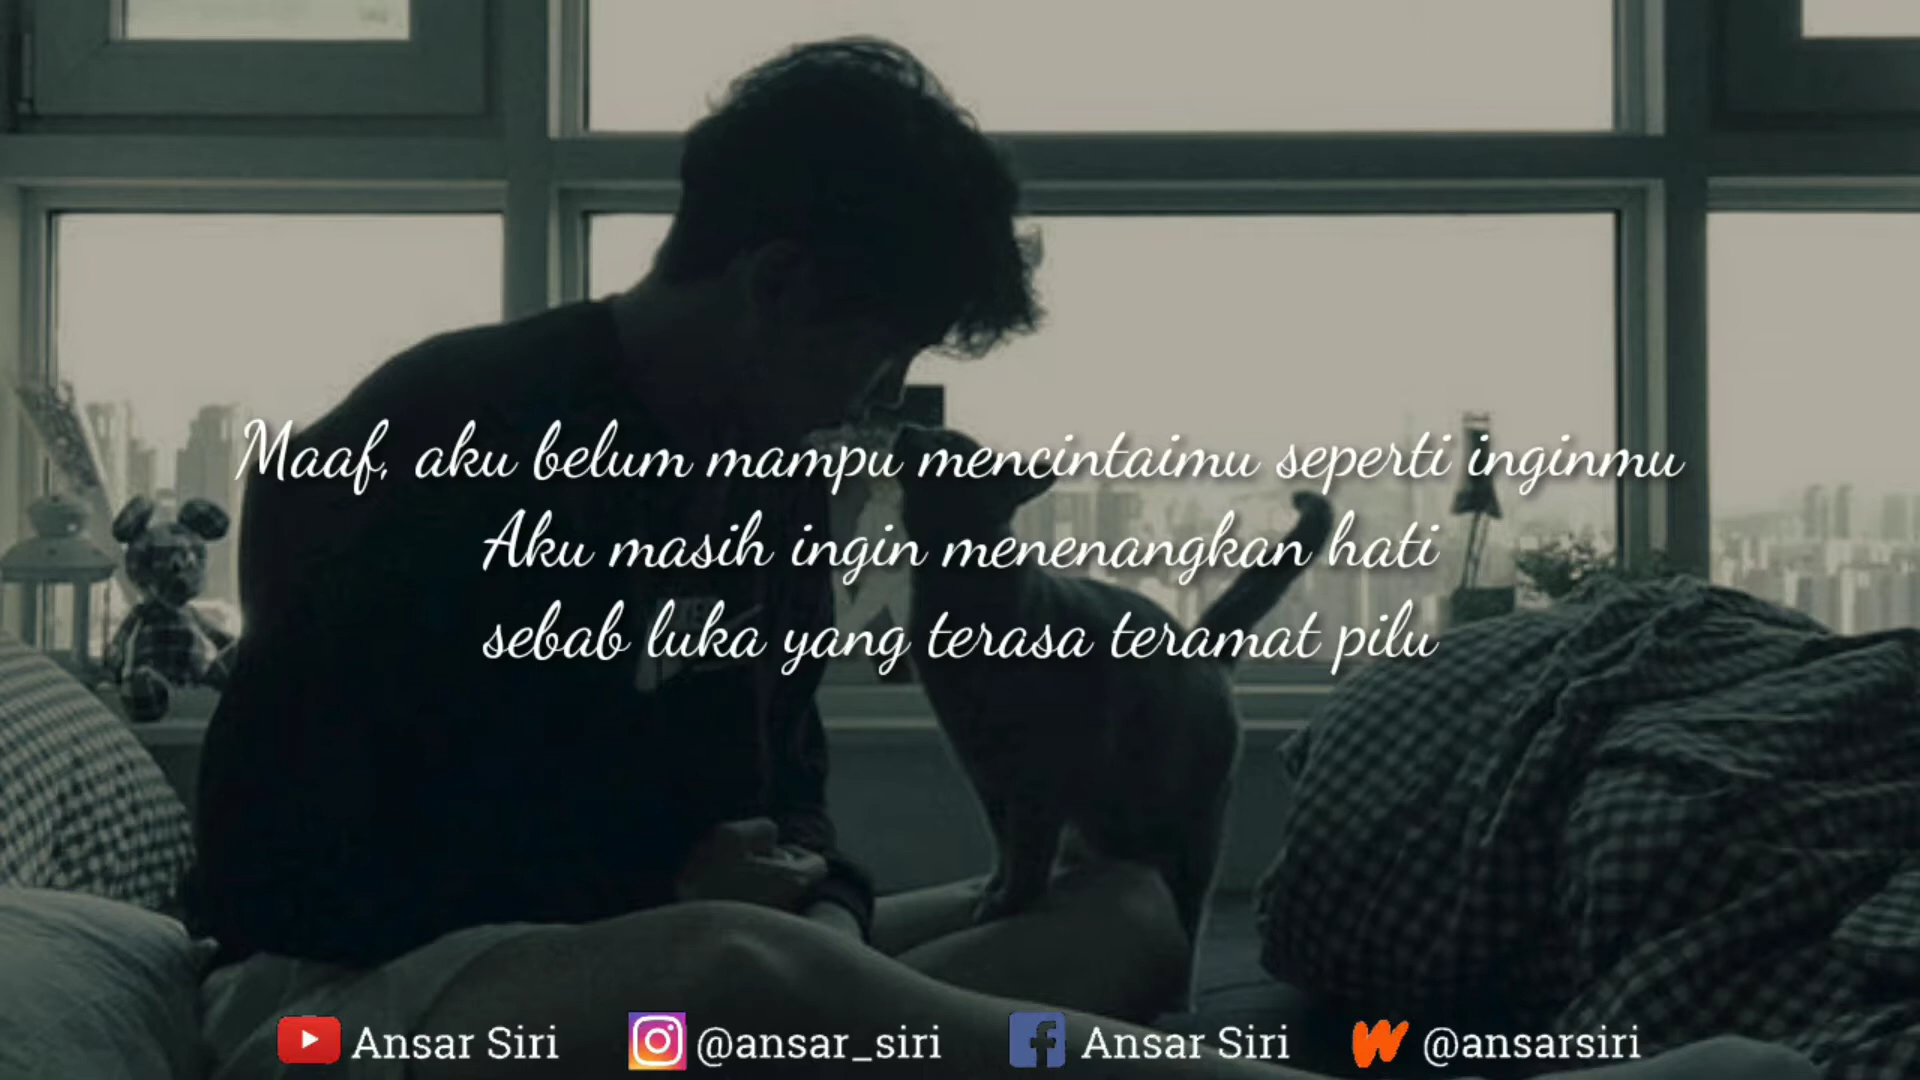 Maaf, aku belum mampu mencintaimu seperti inginmu
Aku masih ingin menenangkan hati
sebab luka yang terasa teramat pilu
Ansar Siri @ansar_siri Ansar Siri @ansarsiri